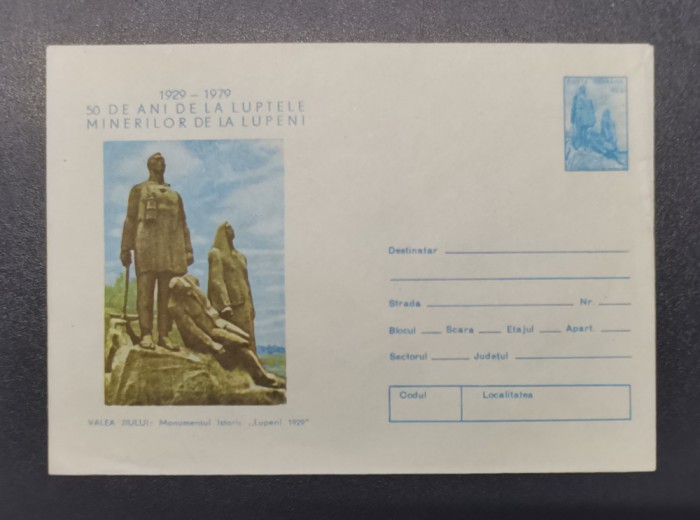 1929 – 1979
50 DE ANI DE LA LUPTELE
MINERILOR DE LA LUPENI
Destinatar
Strada Nr.
Blocul Scara Etajul Apart.
Sectorul Județul
Codul Localitatea
VALEA JIULUI: Monumentul istoric „Lupeni 1929”